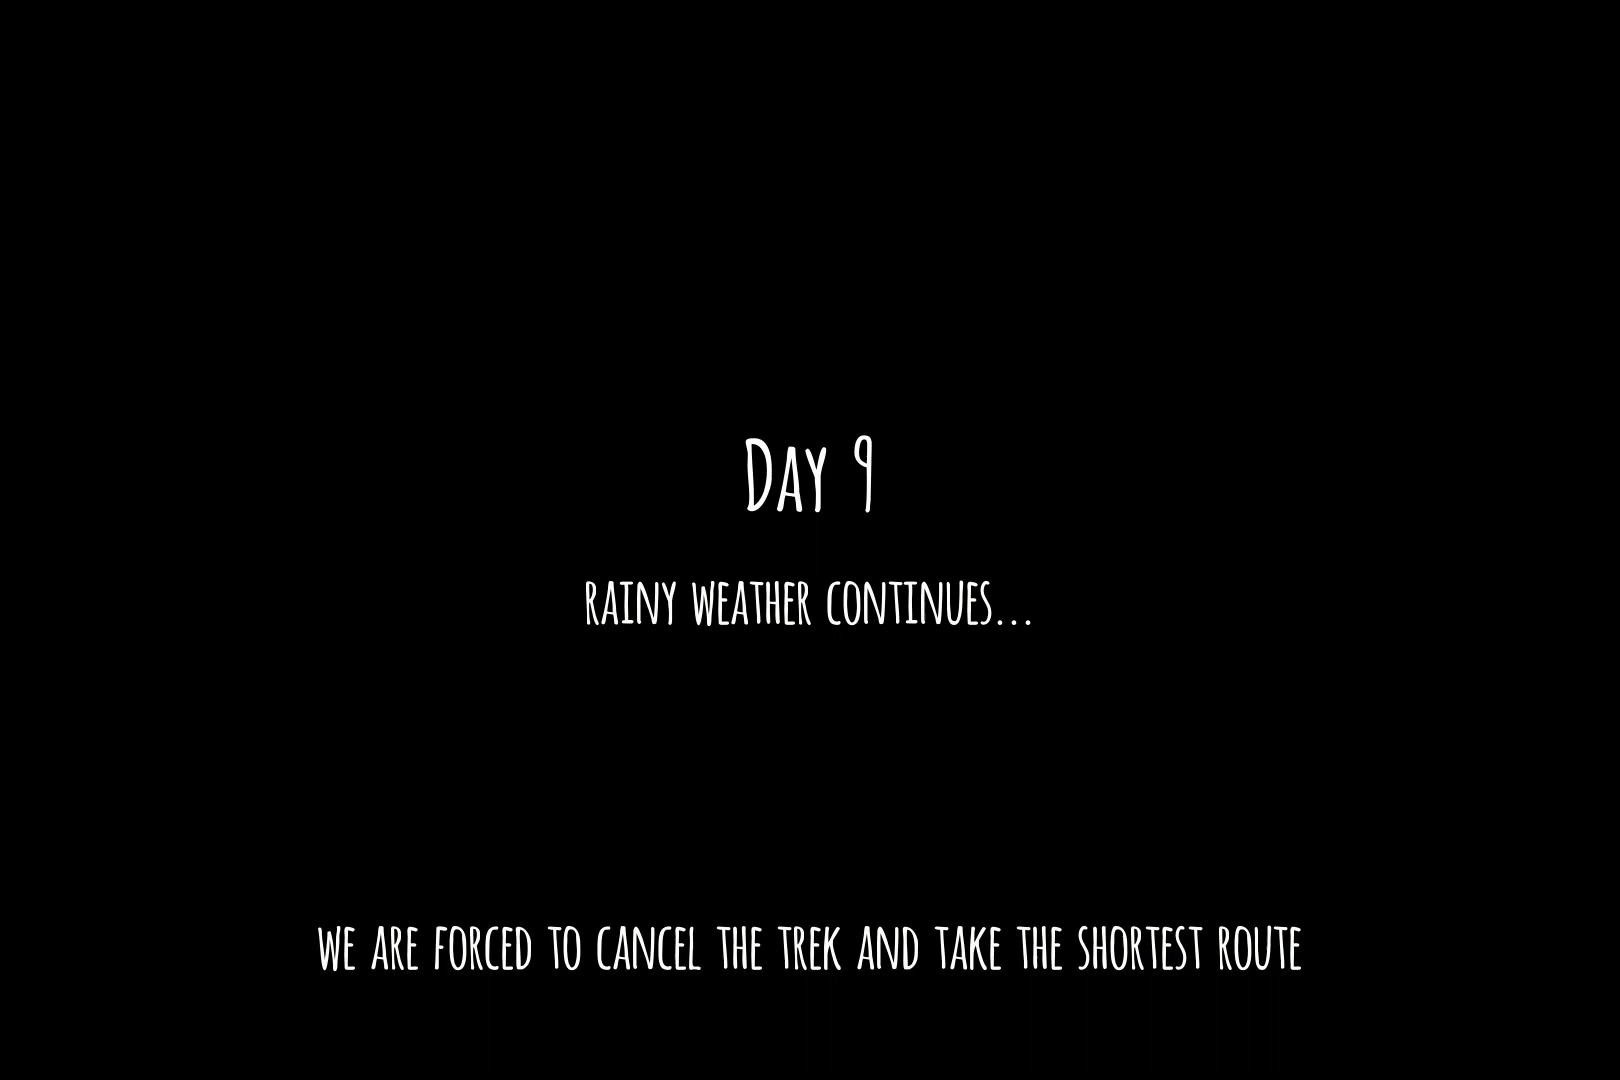 Day 9
rainy weather continues...
we are forced to cancel the trek and take the shortest route